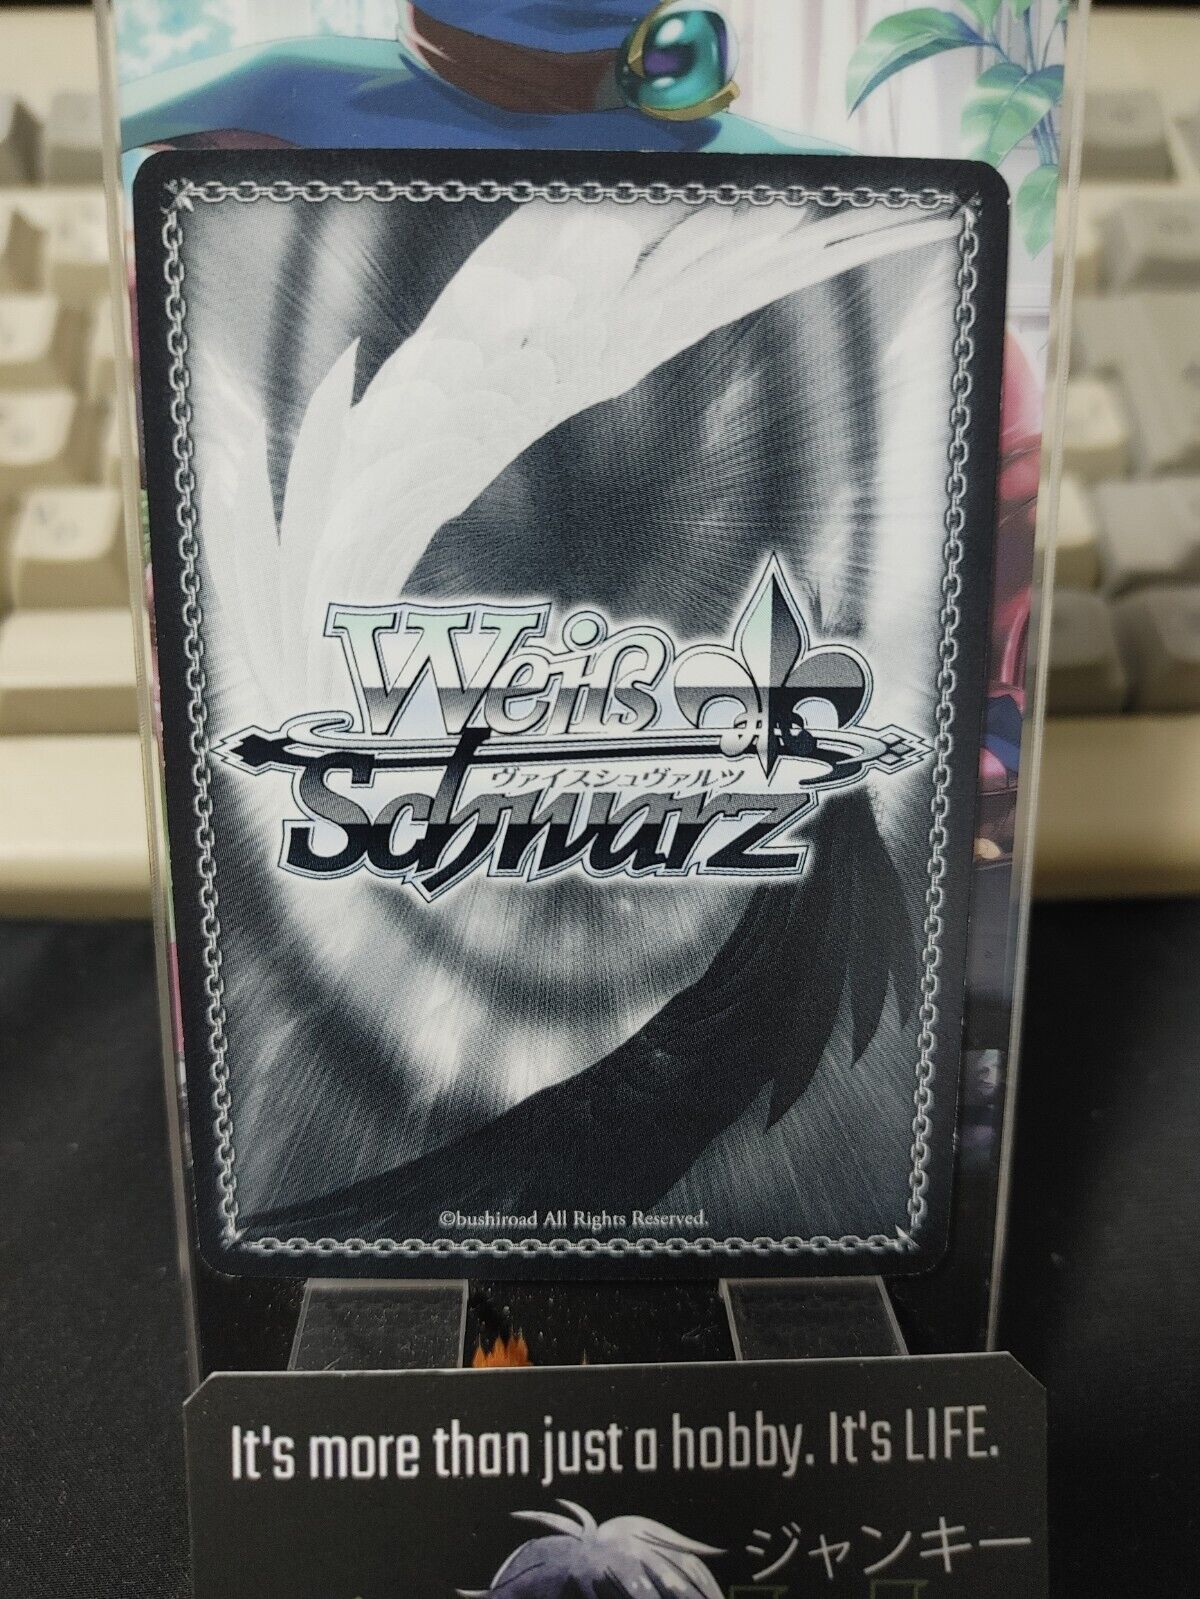 Weiß
Schwarz
ヴァイスシュヴァルツ
©bushiroad All Rights Reserved.
It's more than just a hobby. It's LIFE.
ジャンキー